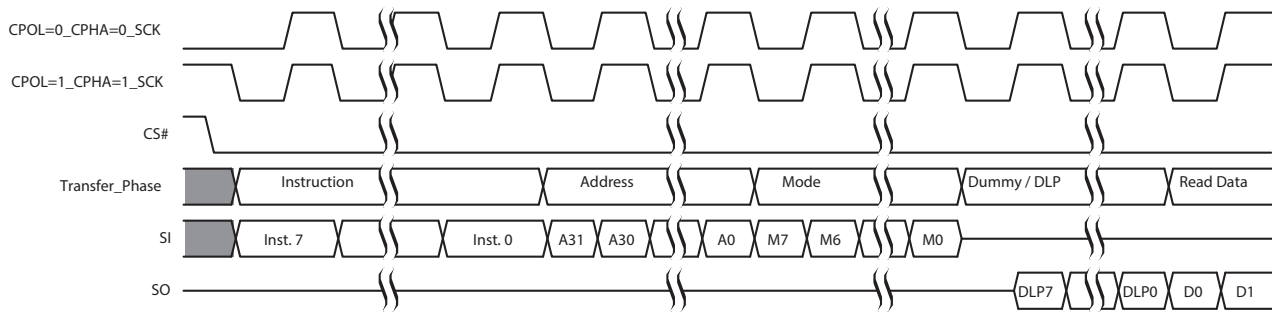 CPOL=0_CPHA=0_SCK
CPOL=1_CPHA=1_SCK
CS#
Transfer_Phase Instruction Address Mode Dummy / DLP Read Data
SI Inst. 7 Inst. 0 A31 A30 A0 M7 M6 M0
SO DLP7 DLP0 D0 D1